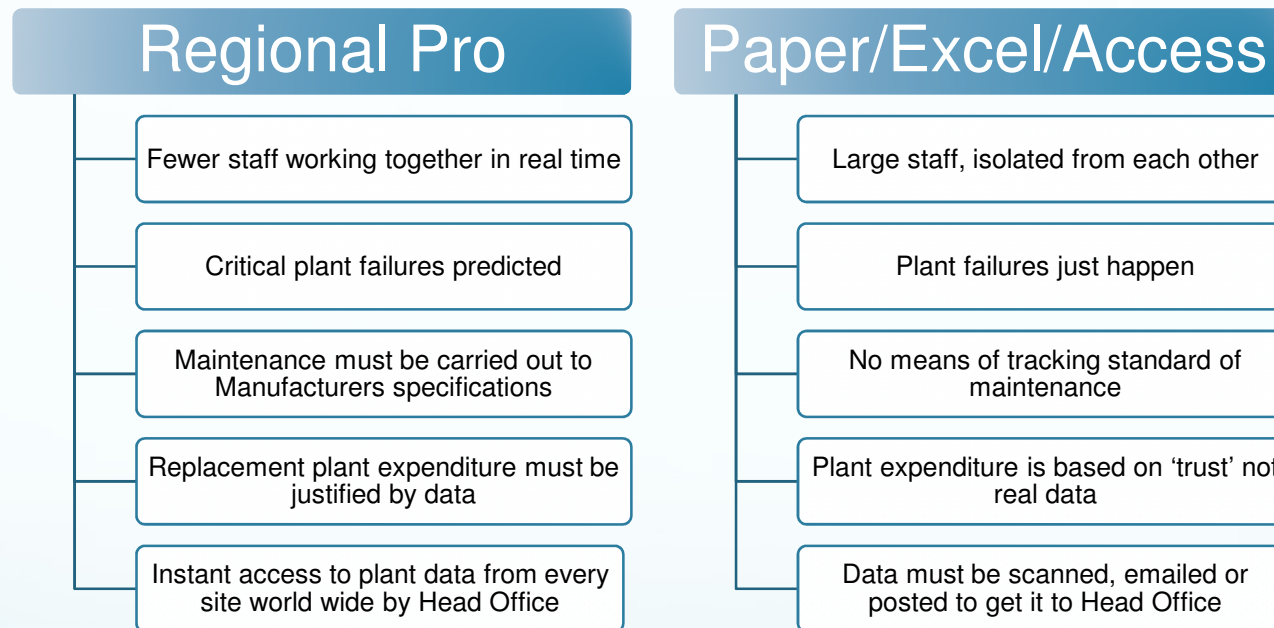 Regional Pro
Fewer staff working together in real time
Critical plant failures predicted
Maintenance must be carried out to
Manufacturers specifications
Replacement plant expenditure must be
justified by data
Instant access to plant data from every
site world wide by Head Office
Paper/Excel/Access
Large staff, isolated from each other
Plant failures just happen
No means of tracking standard of
maintenance
Plant expenditure is based on ‘trust’ not
real data
Data must be scanned, emailed or
posted to get it to Head Office